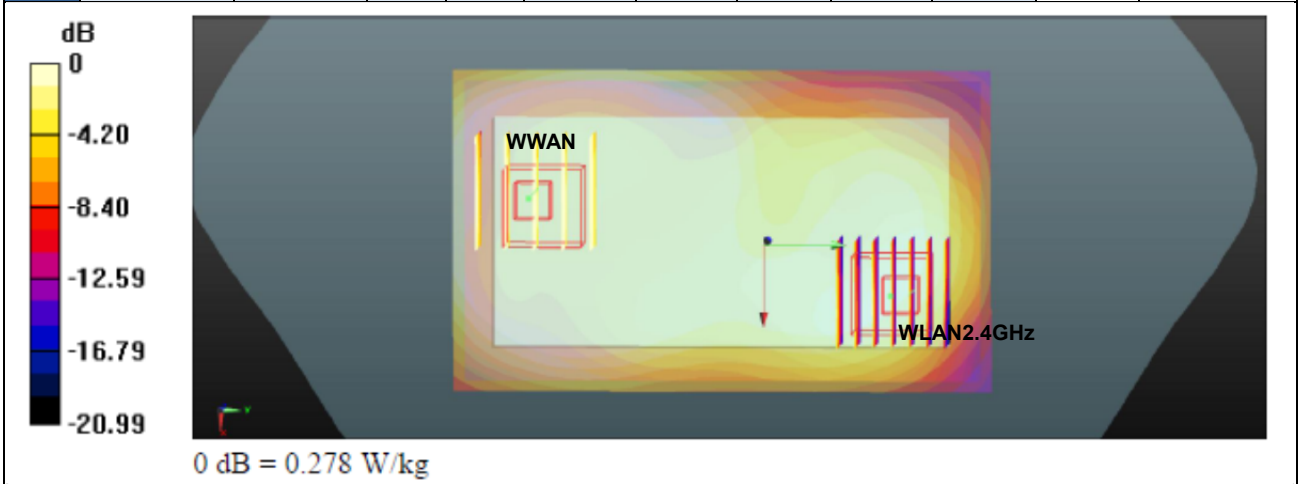 dB
0
-4.20
-8.40
-12.59
-16.79
-20.99
WWAN
WLAN2.4GHz
0 dB = 0.278 W/kg